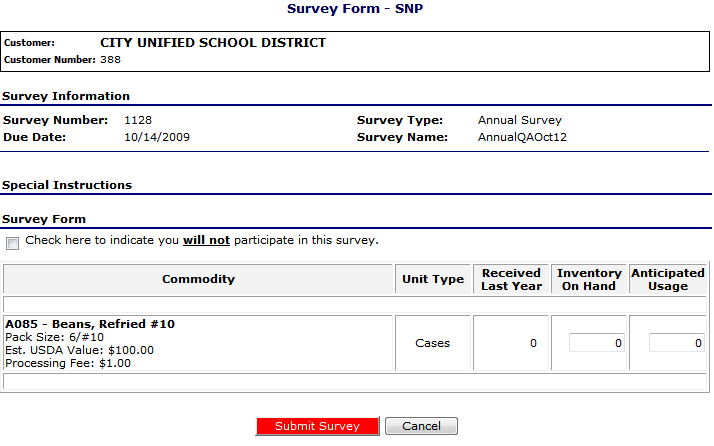 Survey Form - SNP
Customer: CITY UNIFIED SCHOOL DISTRICT
Customer Number: 388
Survey Information
Survey Number: 1128 Survey Type: Annual Survey
Due Date: 10/14/2009 Survey Name: AnnualQAOct12
Special Instructions
Survey Form
Check here to indicate you will not participate in this survey.
Commodity Unit Type Received Last Year Inventory On Hand Anticipated Usage
A085 - Beans, Refried #10
Pack Size: 6/#10
Est. USDA Value: $100.00
Processing Fee: $1.00
Cases 0 0 0
Submit Survey Cancel